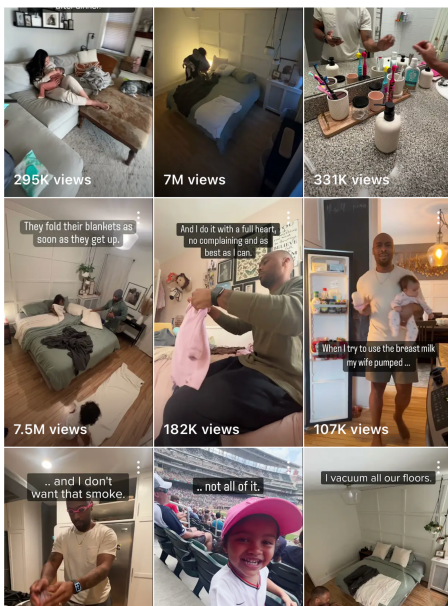 295K views
7M views
331K views
They fold their blankets as
soon as they get up.
And I do it with a full heart,
no complaining and as
best as I can.
When I try to use the breast milk
my wife pumped ...
7.5M views
182K views
107K views
.. and I don't
want that smoke.
.. not all of it.
I vacuum all our floors.